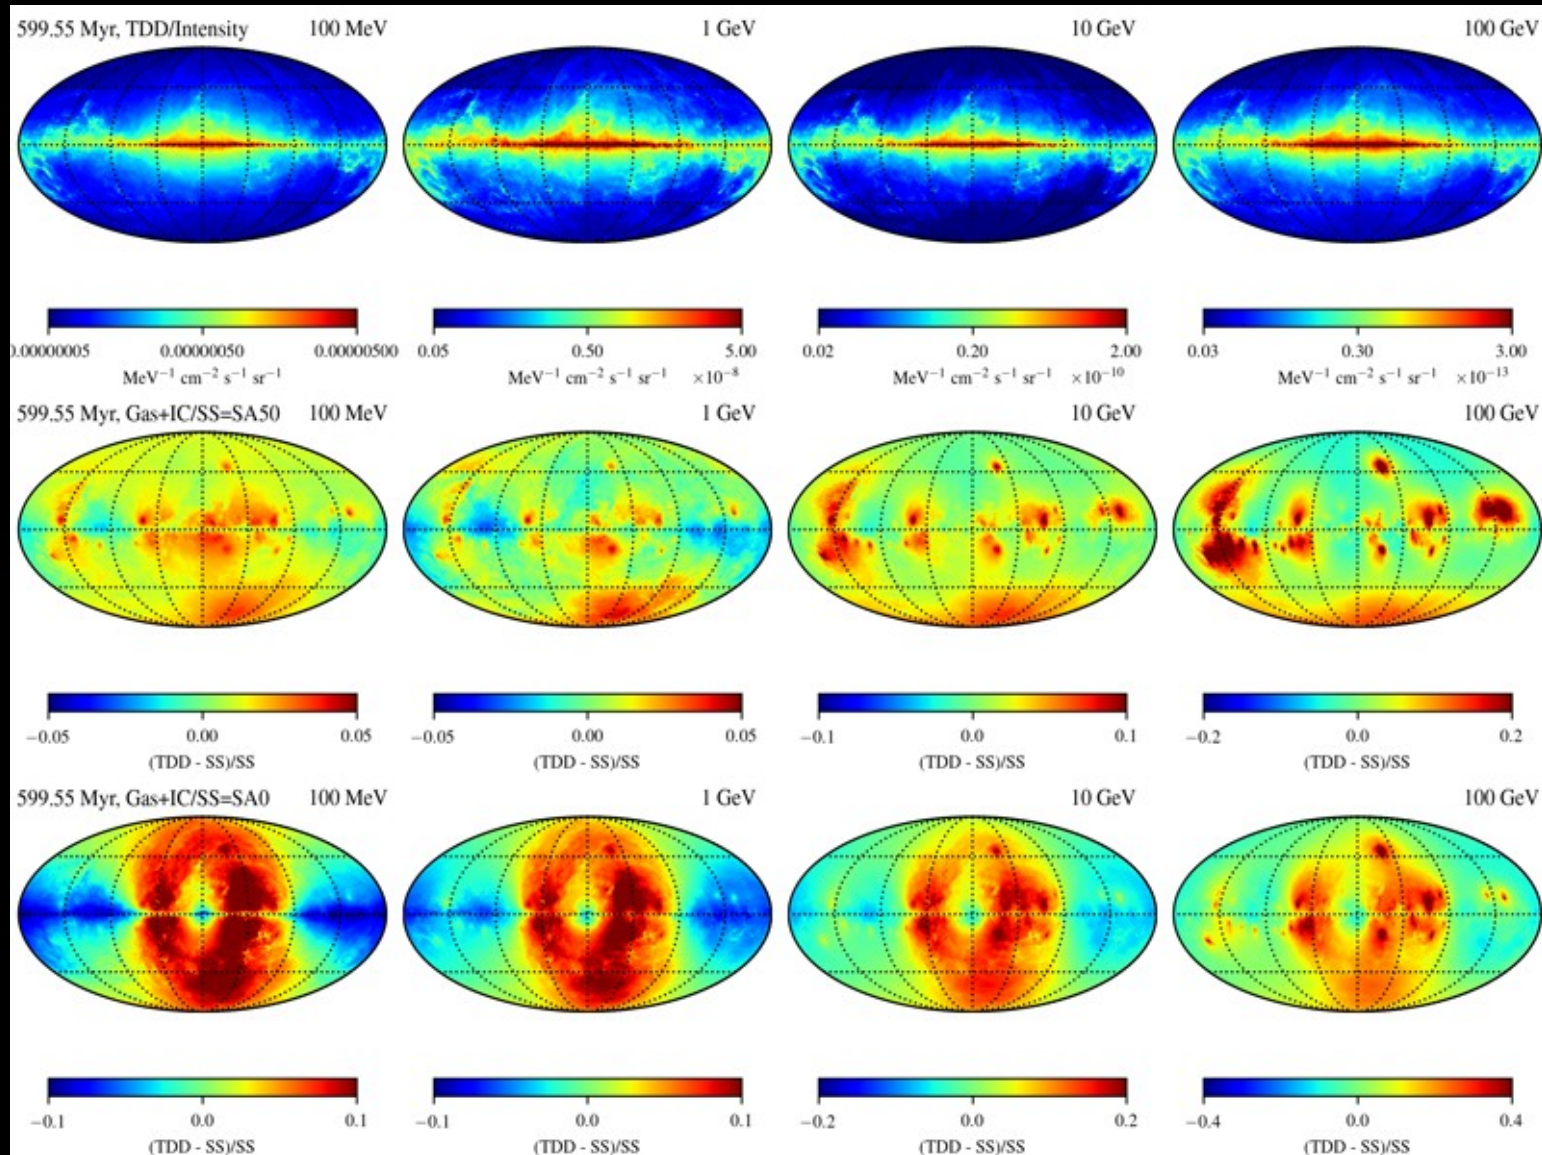 599.55 Myr, TDD/Intensity 100 MeV 1 GeV 10 GeV 100 GeV
0.00000005 0.00000050 0.00000500 0.05 0.50 5.00 0.02 0.20 2.00 0.03 0.30 3.00
MeV⁻¹ cm⁻² s⁻¹ sr⁻¹ MeV⁻¹ cm⁻² s⁻¹ sr⁻¹ ×10⁻⁸ MeV⁻¹ cm⁻² s⁻¹ sr⁻¹ ×10⁻¹⁰ MeV⁻¹ cm⁻² s⁻¹ sr⁻¹ ×10⁻¹³
599.55 Myr, Gas+IC/SS=SA50 100 MeV 1 GeV 10 GeV 100 GeV
−0.05 0.00 0.05 −0.05 0.00 0.05 −0.1 0.0 0.1 −0.2 0.0 0.2
(TDD - SS)/SS (TDD - SS)/SS (TDD - SS)/SS (TDD - SS)/SS
599.55 Myr, Gas+IC/SS=SA0 100 MeV 1 GeV 10 GeV 100 GeV
−0.1 0.0 0.1 −0.1 0.0 0.1 −0.2 0.0 0.2 −0.4 0.0 0.4
(TDD - SS)/SS (TDD - SS)/SS (TDD - SS)/SS (TDD - SS)/SS